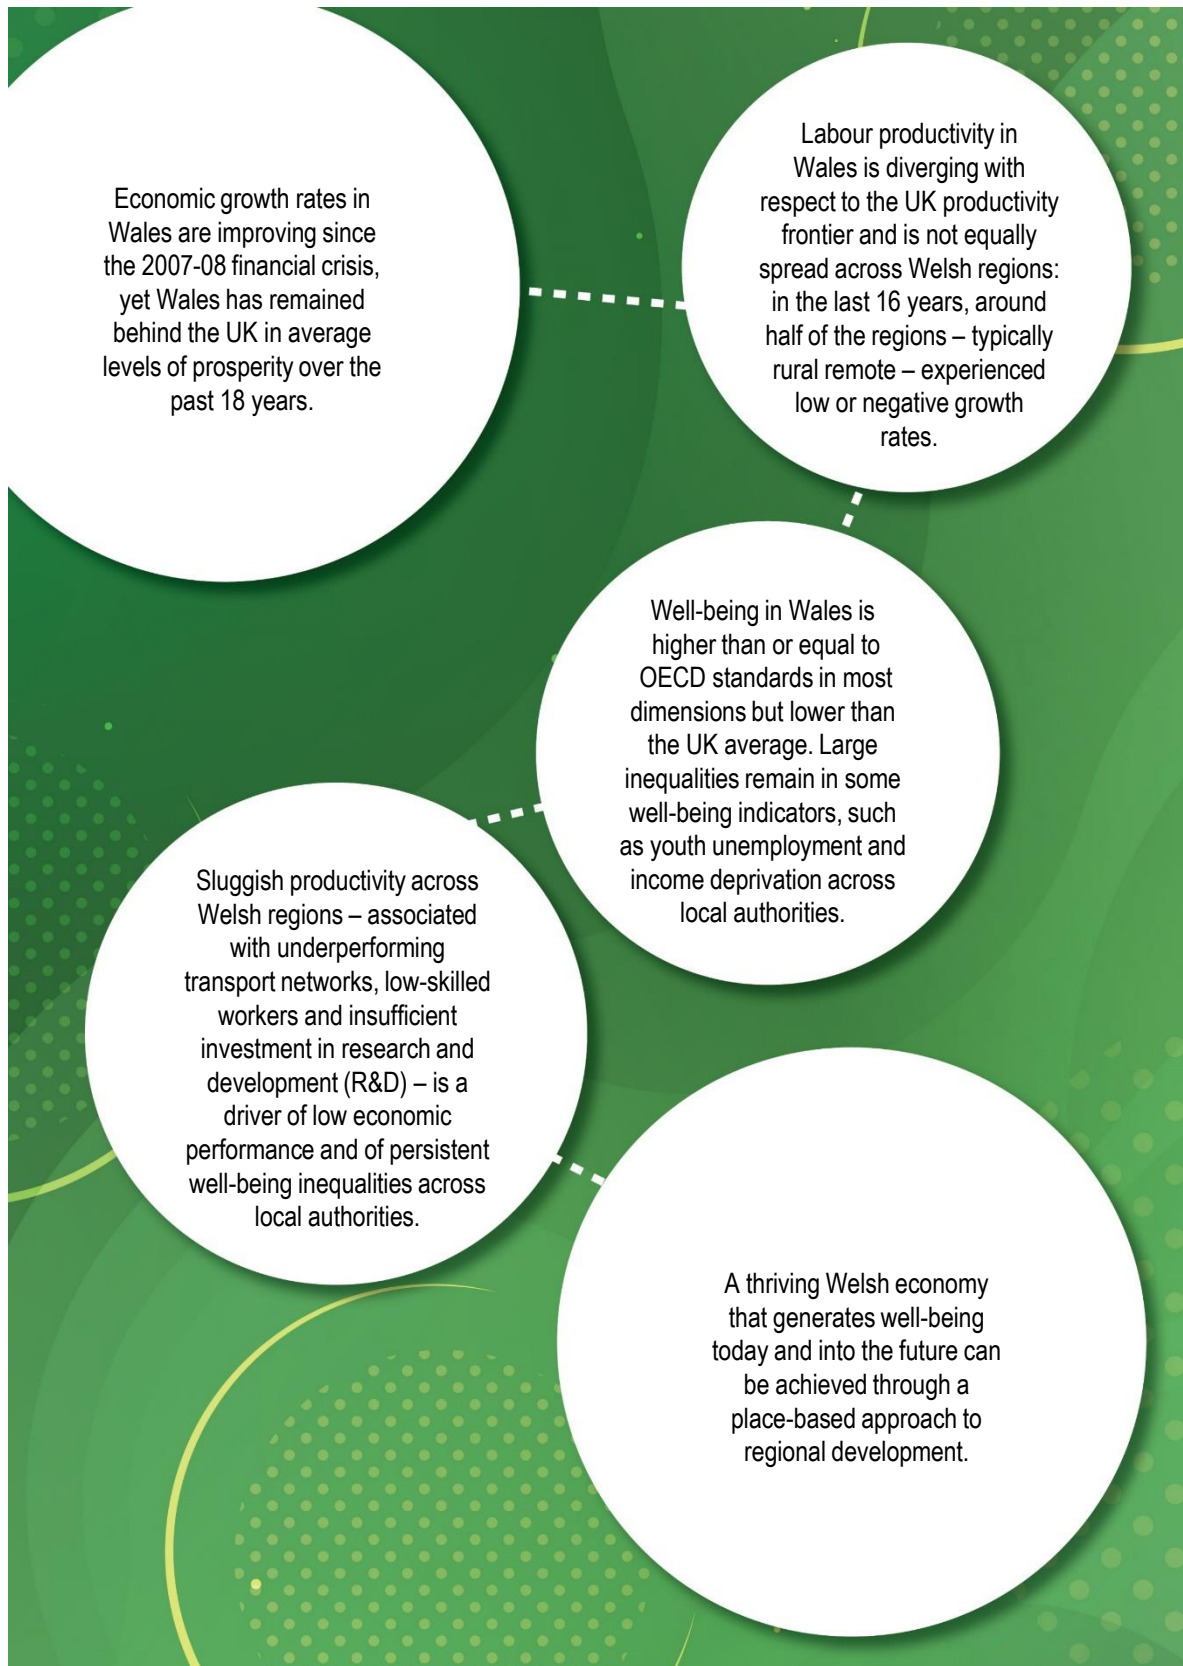 Economic growth rates in
Wales are improving since
the 2007-08 financial crisis,
yet Wales has remained
behind the UK in average
levels of prosperity over the
past 18 years.
Labour productivity in
Wales is diverging with
respect to the UK productivity
frontier and is not equally
spread across Welsh regions:
in the last 16 years, around
half of the regions – typically
rural remote – experienced
low or negative growth
rates.
Well-being in Wales is
higher than or equal to
OECD standards in most
dimensions but lower than
the UK average. Large
inequalities remain in some
well-being indicators, such
as youth unemployment and
income deprivation across
local authorities.
Sluggish productivity across
Welsh regions – associated
with underperforming
transport networks, low-skilled
workers and insufficient
investment in research and
development (R&D) – is a
driver of low economic
performance and of persistent
well-being inequalities across
local authorities.
A thriving Welsh economy
that generates well-being
today and into the future can
be achieved through a
place-based approach to
regional development.